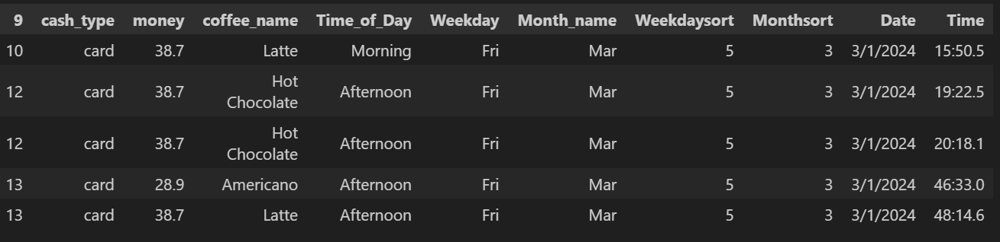 9 cash_type money coffee_name Time_of_Day Weekday Month_name Weekdaysort Monthsort Date Time
10 card 38.7 Latte Morning Fri Mar 5 3 3/1/2024 15:50.5
12 card 38.7 Hot Chocolate Afternoon Fri Mar 5 3 3/1/2024 19:22.5
12 card 38.7 Hot Chocolate Afternoon Fri Mar 5 3 3/1/2024 20:18.1
13 card 28.9 Americano Afternoon Fri Mar 5 3 3/1/2024 46:33.0
13 card 38.7 Latte Afternoon Fri Mar 5 3 3/1/2024 48:14.6